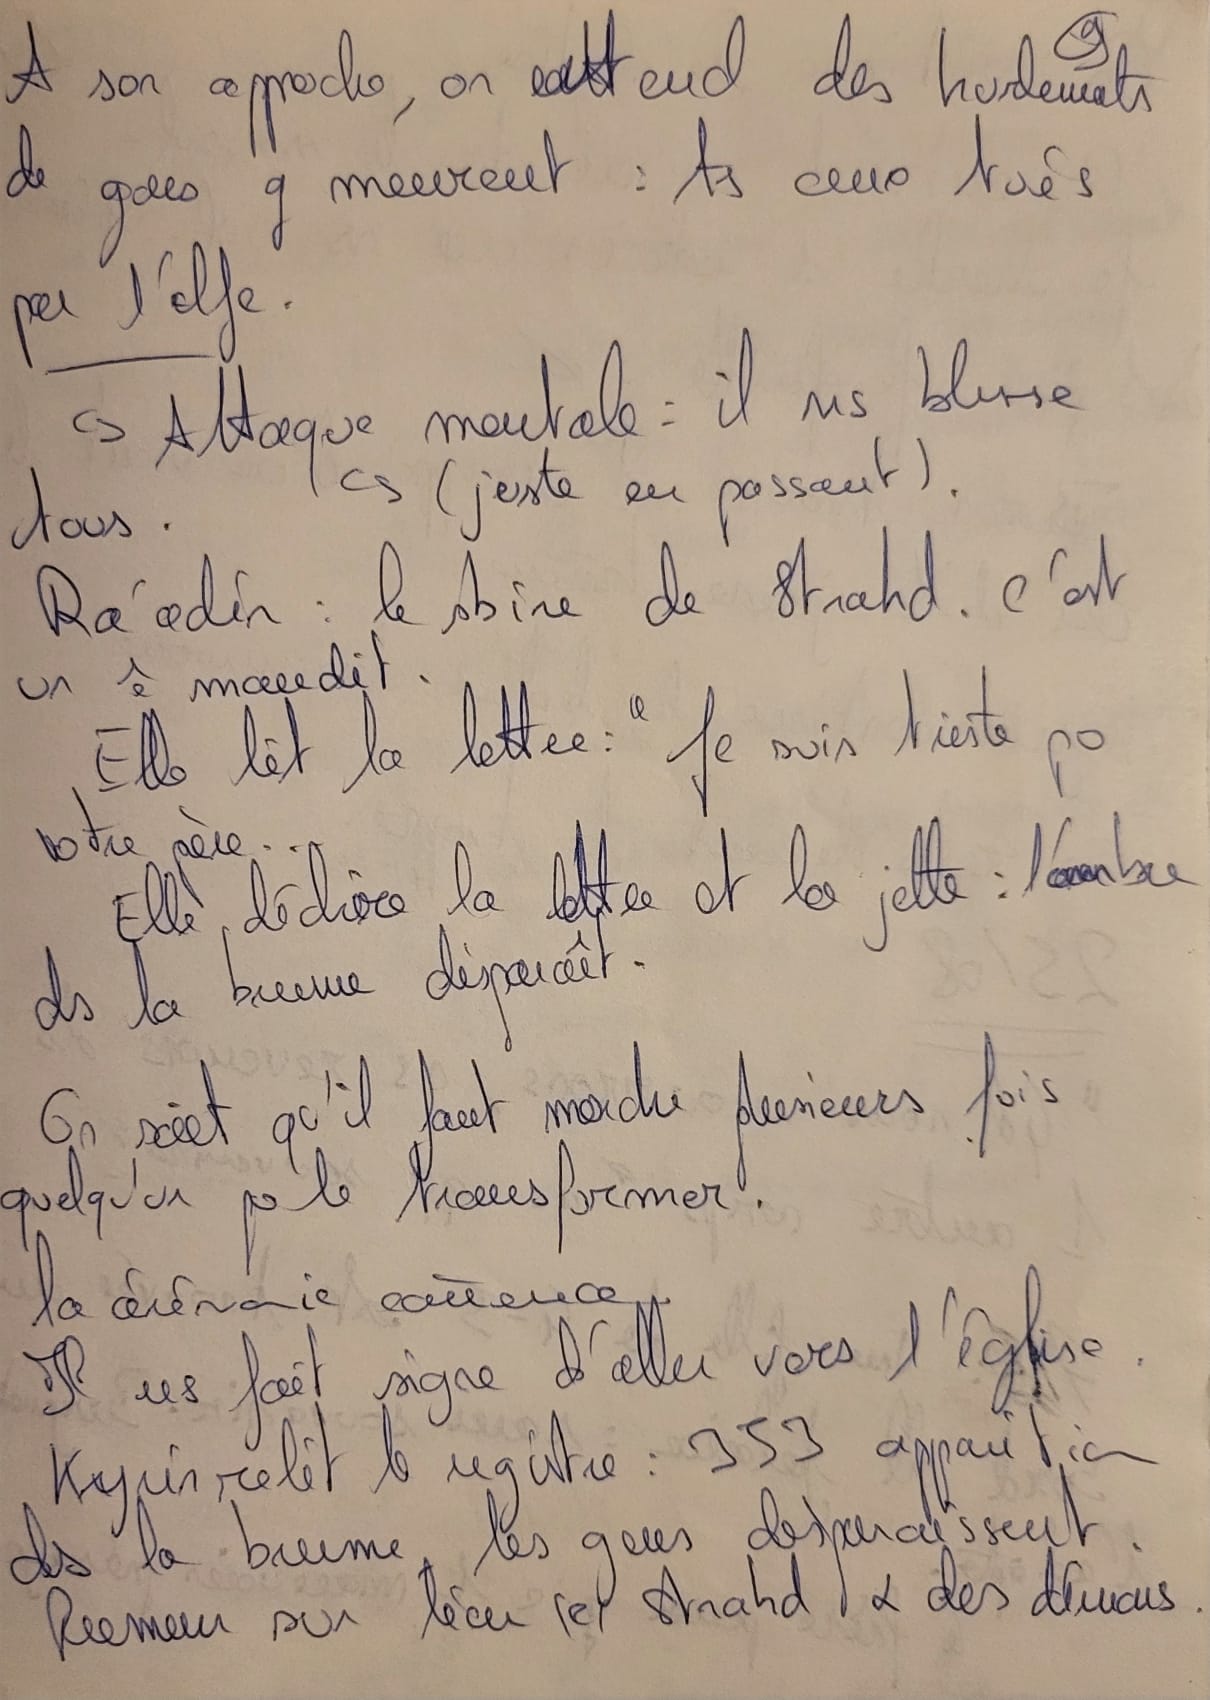 9
A son approche, on entend des hurlements
de gens q meurent : ts ceux tués
par l'elfe.
↳ Attaque mentale : il ns blesse
↳ (juste en passant).
tous.
Ra'adin : le sbire de Strahd. C'est
un ê maudit.
Elle lit la lettre : " Je suis triste po
votre père...
Elle déchire la lettre et la jette : l'ombre
ds la brume disparaît.
On sait qu'il faut mordre plusieurs fois
quelqu'un po le transformer.
la cérémonie commence.
Il ns fait signe d'aller vers l'église.
relit le registre : 353 apparition
ds la brume, les gens disparaissent.
Rumeur sur Strahd & des démons.